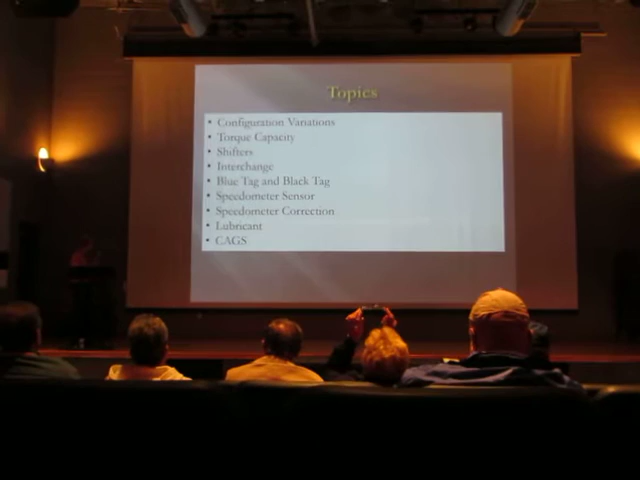 Topics
• Configuration Variations
• Torque Capacity
• Shifters
• Interchange
• Blue Tag and Black Tag
• Speedometer Sensor
• Speedometer Correction
• Lubricant
• CAGS